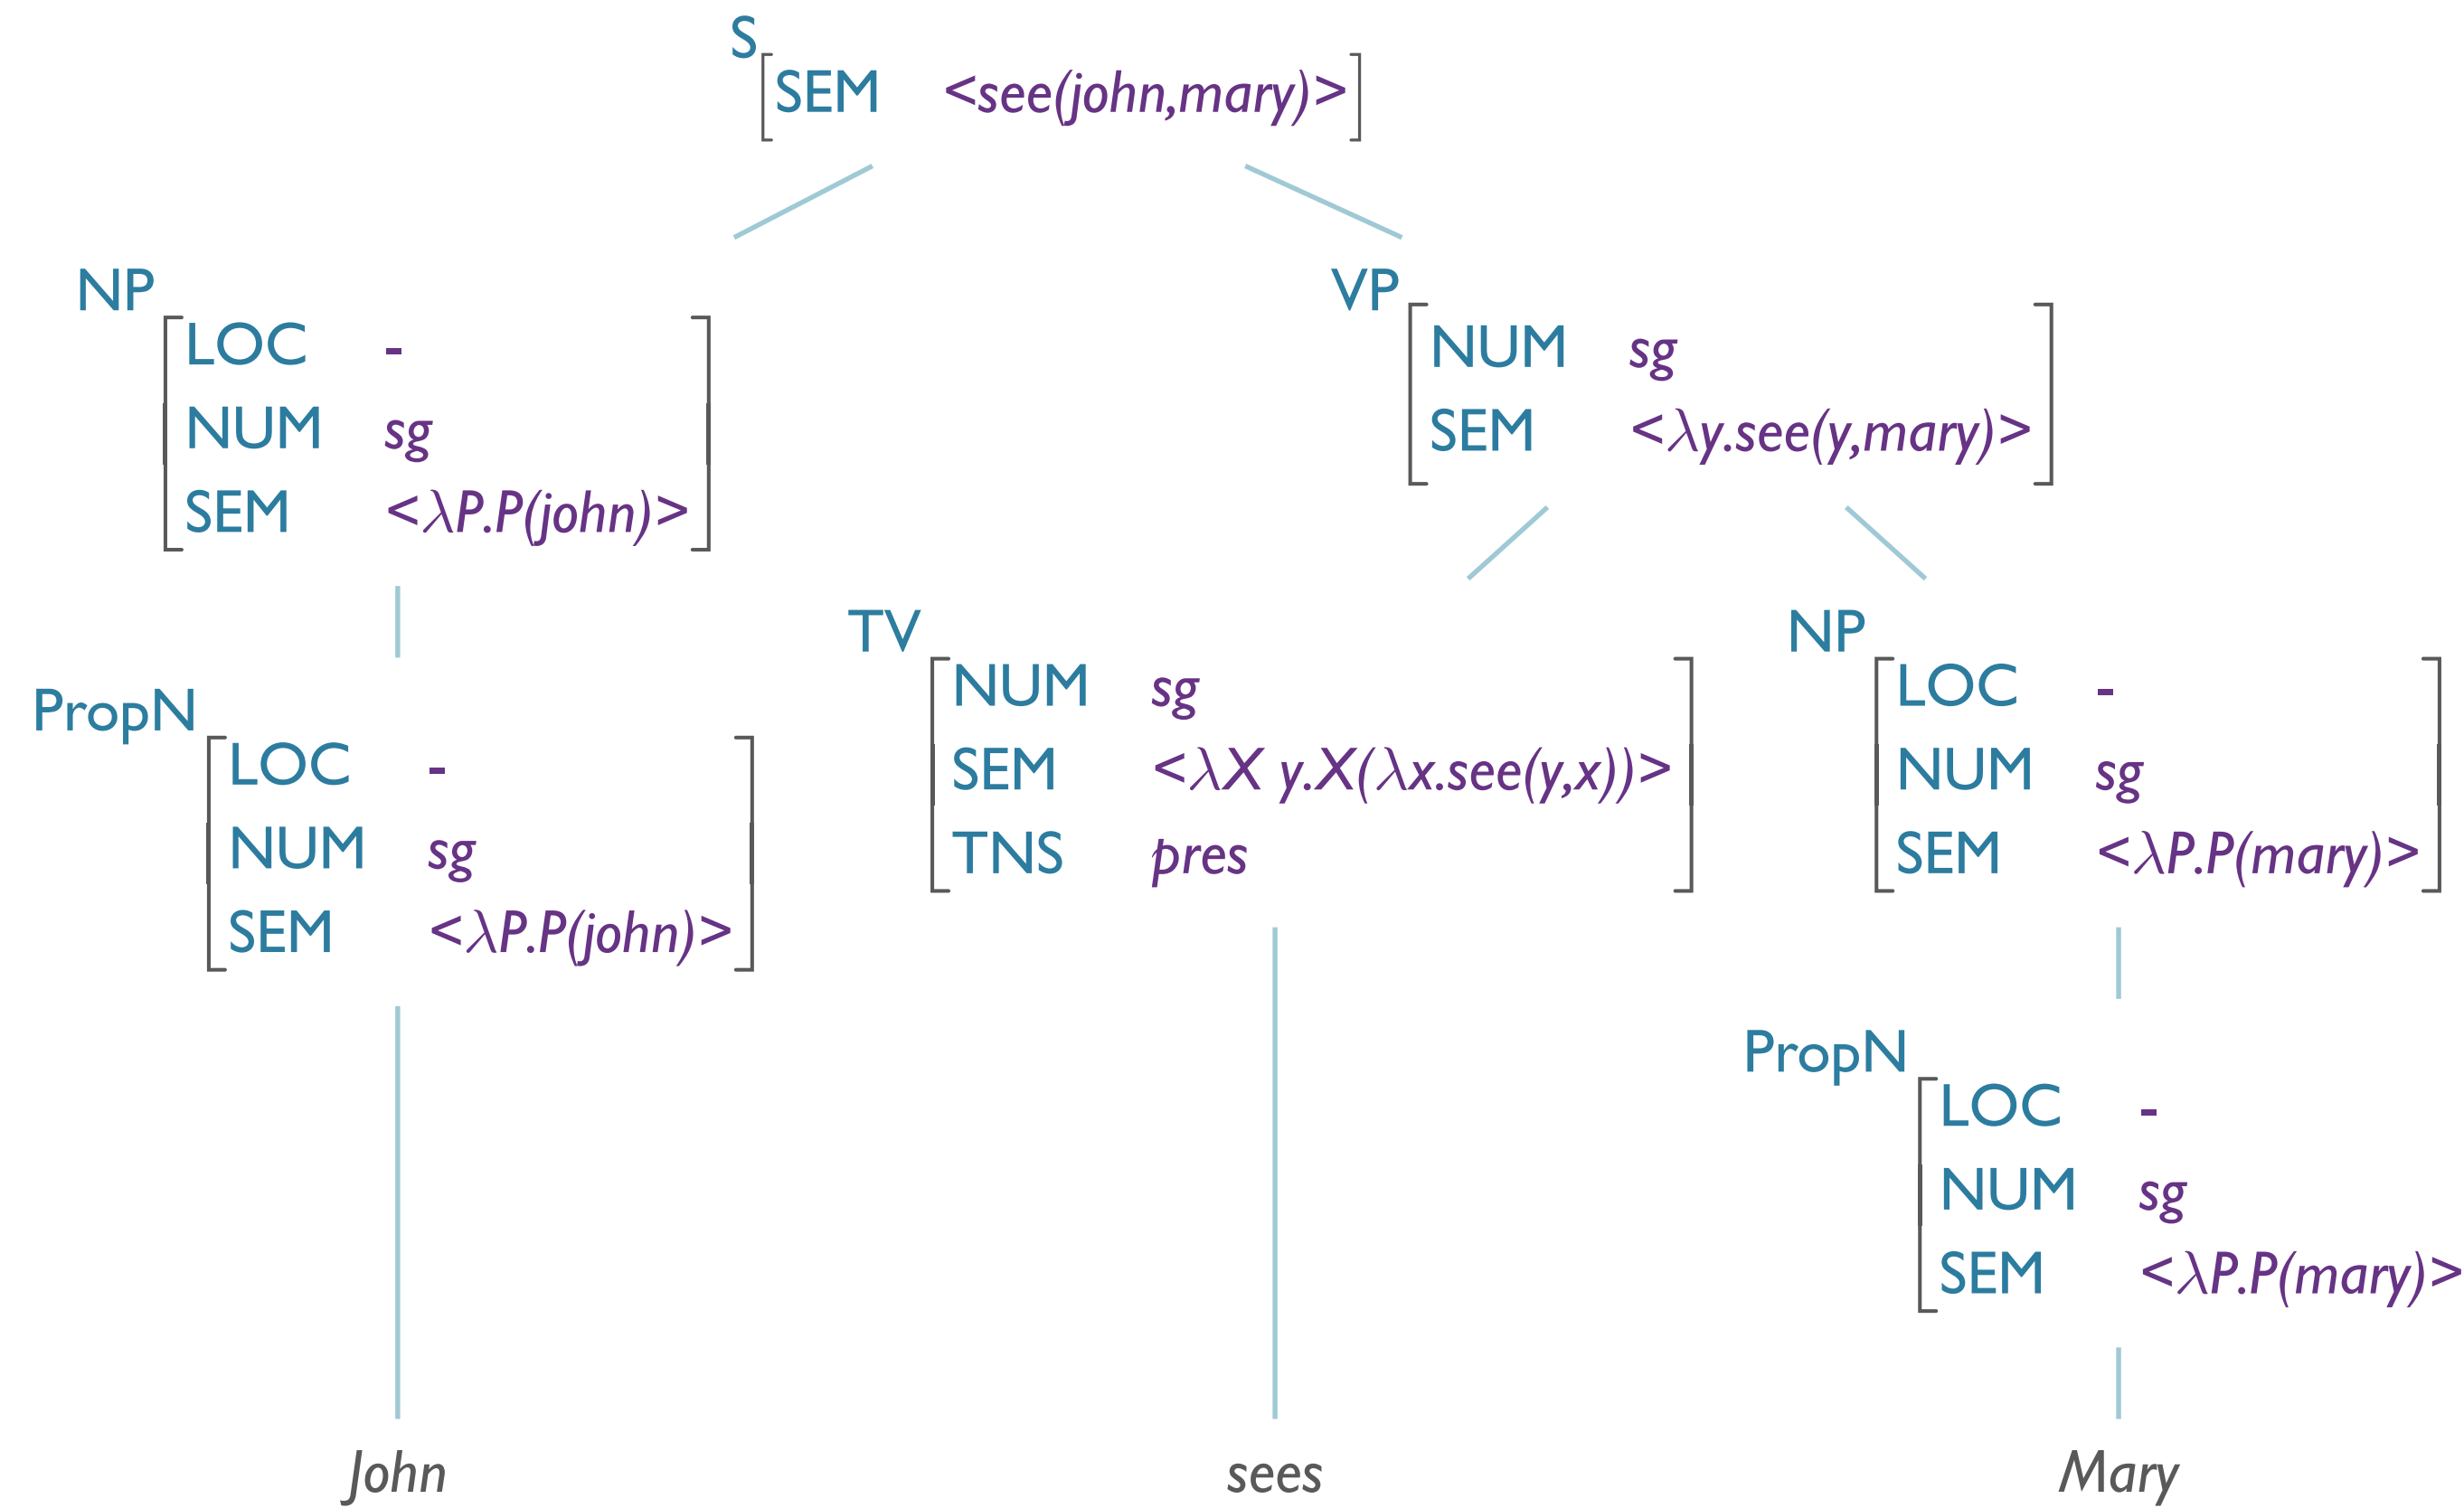 S
SEM <see(john,mary)>
NP
LOC -
NUM sg
SEM <λP.P(john)>
VP
NUM sg
SEM <λy.see(y,mary)>
PropN
LOC -
NUM sg
SEM <λP.P(john)>
TV
NUM sg
SEM <λX y.X(λx.see(y,x))>
TNS pres
NP
LOC -
NUM sg
SEM <λP.P(mary)>
PropN
LOC -
NUM sg
SEM <λP.P(mary)>
John sees Mary